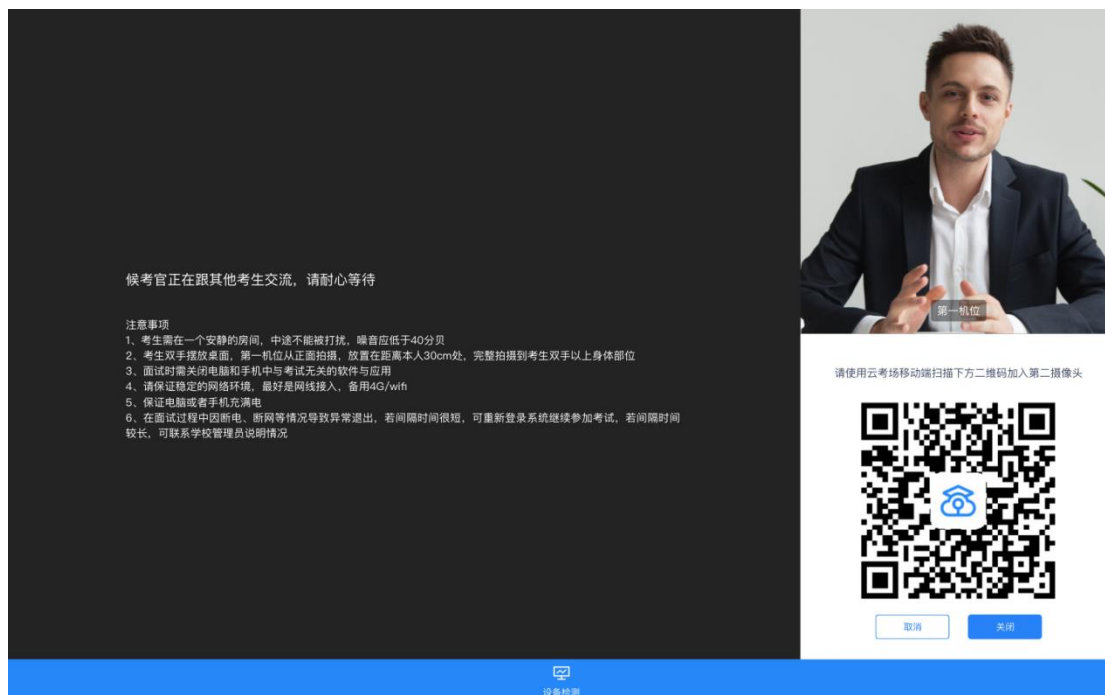 候考官正在跟其他考生交流，请耐心等待
注意事项
1、考生需在一个安静的房间，中途不能被打扰，噪音应低于40分贝
2、考生双手摆放桌面，第一机位从正面拍摄，放置在距离本人30cm处，完整拍摄到考生双手以上身体部位
3、面试时需关闭电脑和手机中与考试无关的软件与应用
4、请保证稳定的网络环境，最好是网线接入，备用4G/wifi
5、保证电脑或者手机充满电
6、在面试过程中因断电、断网等情况导致异常退出，若间隔时间很短，可重新登录系统继续参加考试，若间隔时间
较长，可联系学校管理员说明情况
第一机位
请使用云考场移动端扫描下方二维码加入第二摄像头
取消
关闭
设备检测